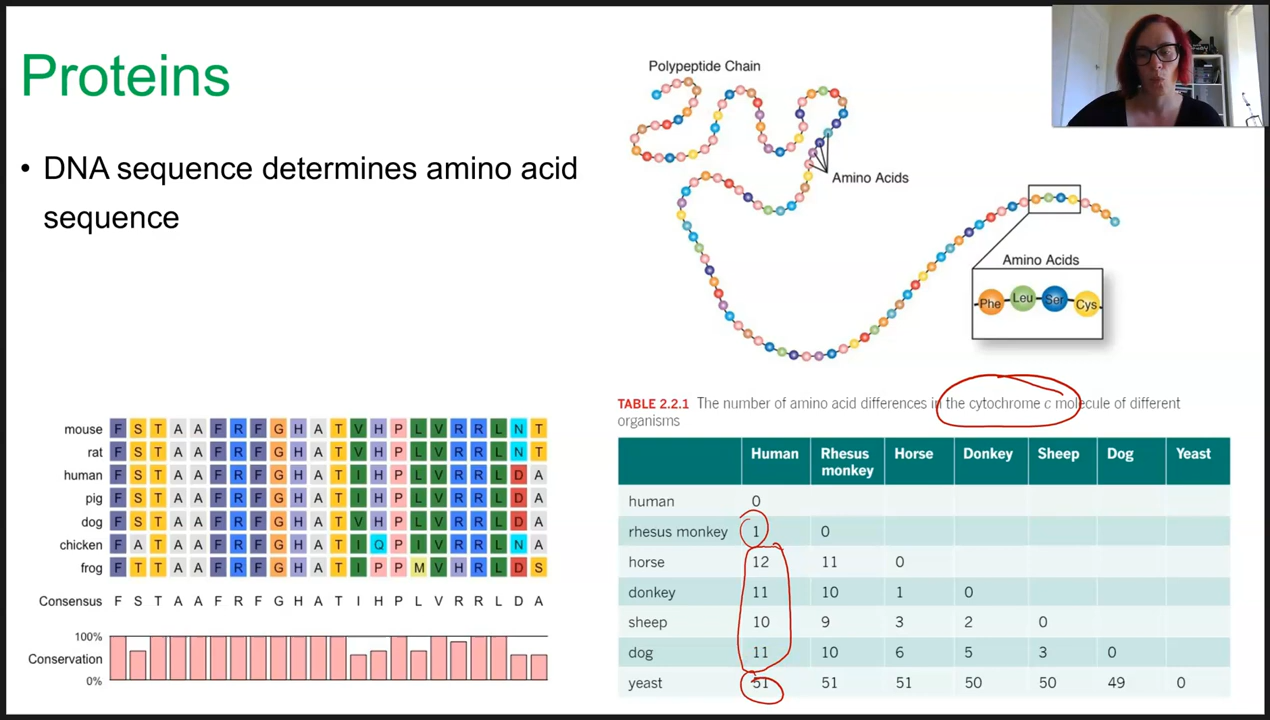 Proteins
• DNA sequence determines amino acid
sequence
Polypeptide Chain
Amino Acids
Amino Acids
Phe Leu Ser Cys
mouse F S T A A F R F G H A T V H P L V R R L N T
rat F S T A A F R F G H A T V H P L V R R L N T
human F S T A A F R F G H A T I H P L V R R L D A
pig F S T A A F R F G H A T I H P L V R R L D A
dog F S T A A F R F G H A T V H P L V R R L D A
chicken F A T A A F R F G H A T I Q P I V R R L N A
frog F T T A A F R F G H A T I P P M V H R L D S
Consensus F S T A A F R F G H A T I H P L V R R L D A
100%
Conservation
0%
TABLE 2.2.1 The number of amino acid differences in the cytochrome c molecule of different
organisms
Human Rhesus monkey Horse Donkey Sheep Dog Yeast
human 0
rhesus monkey 1 0
horse 12 11 0
donkey 11 10 1 0
sheep 10 9 3 2 0
dog 11 10 6 5 3 0
yeast 51 51 51 50 50 49 0